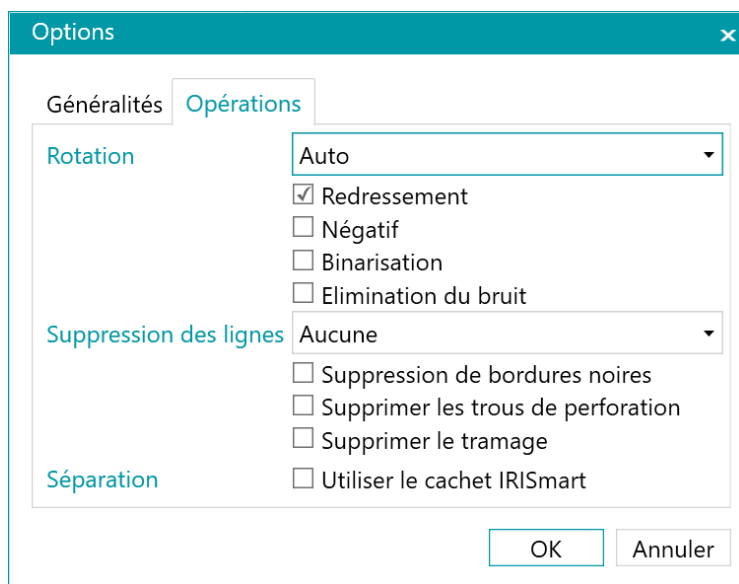 Options
Généralités Opérations
Rotation Auto
Redressement
Négatif
Binarisation
Elimination du bruit
Suppression des lignes Aucune
Suppression de bordures noires
Supprimer les trous de perforation
Supprimer le tramage
Séparation Utiliser le cachet IRISmart
OK Annuler